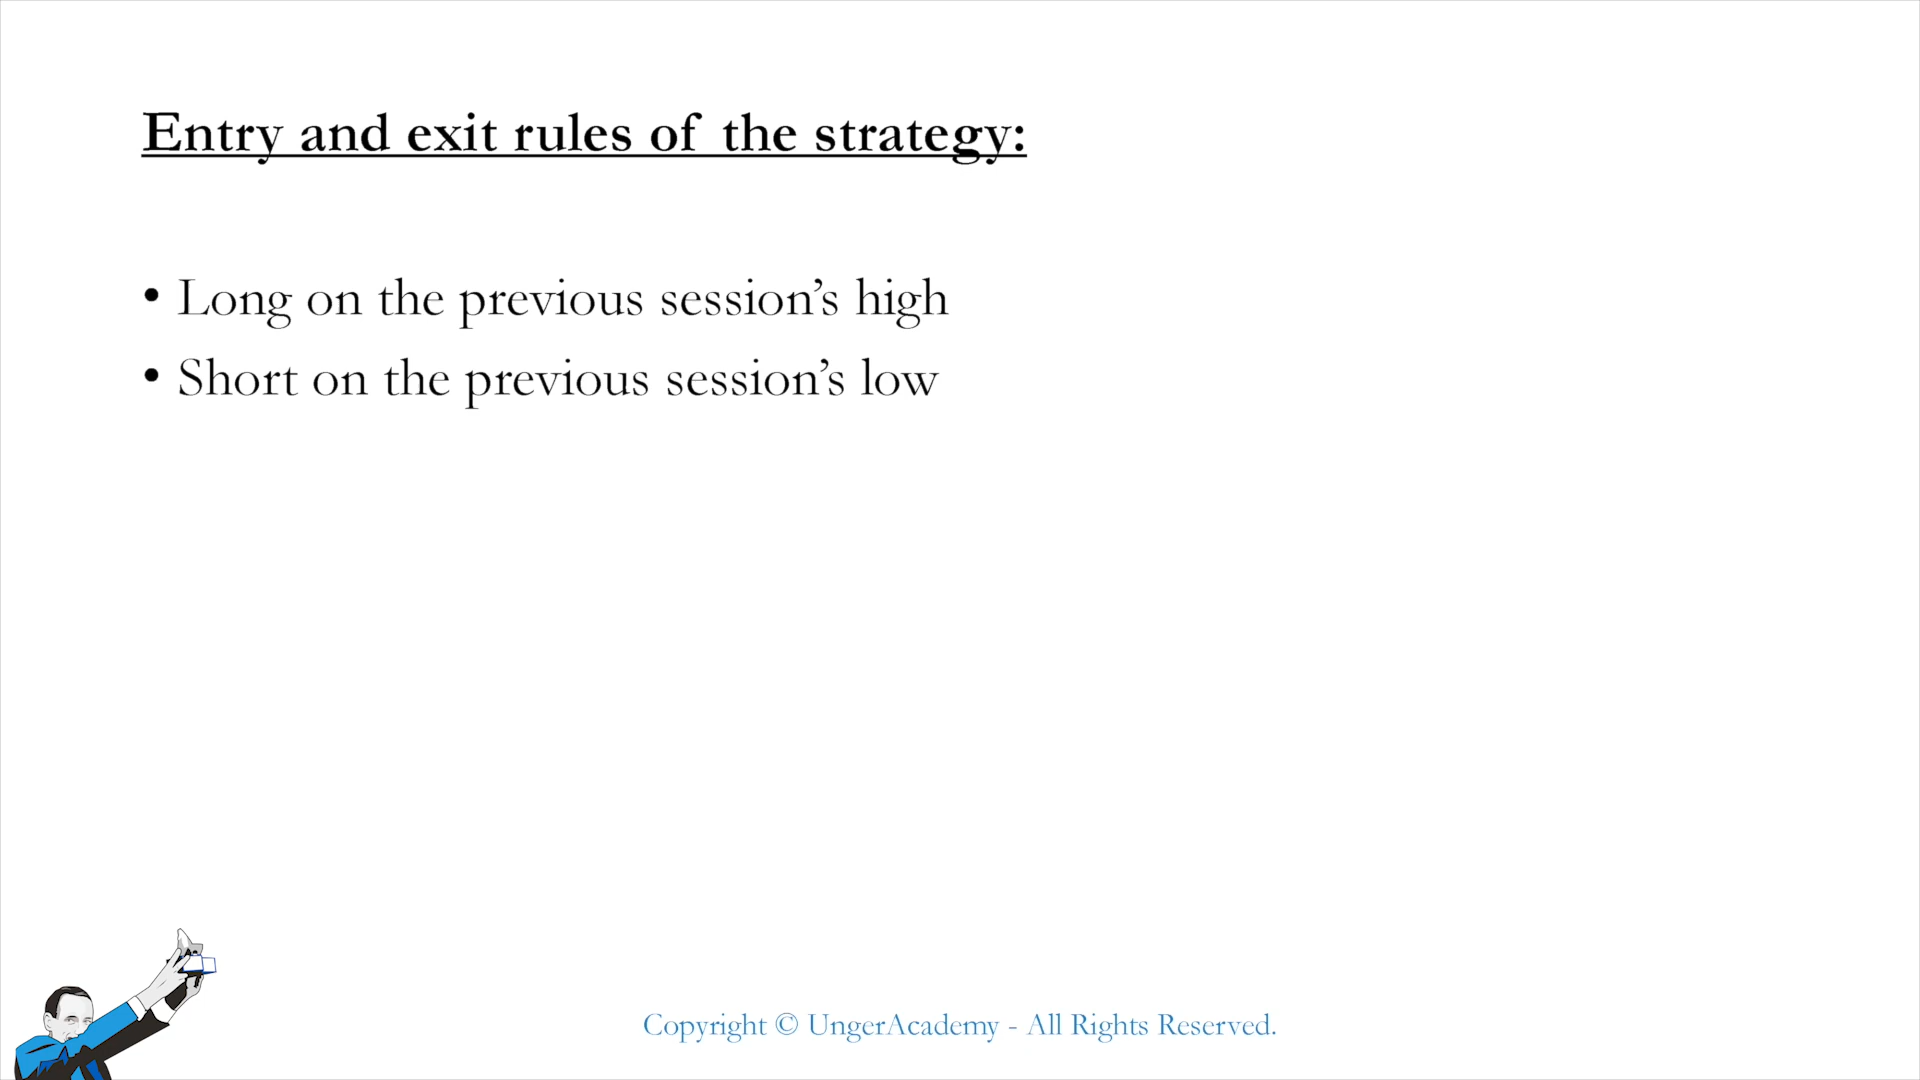 Entry and exit rules of the strategy:
• Long on the previous session’s high
• Short on the previous session’s low
Copyright © UngerAcademy - All Rights Reserved.